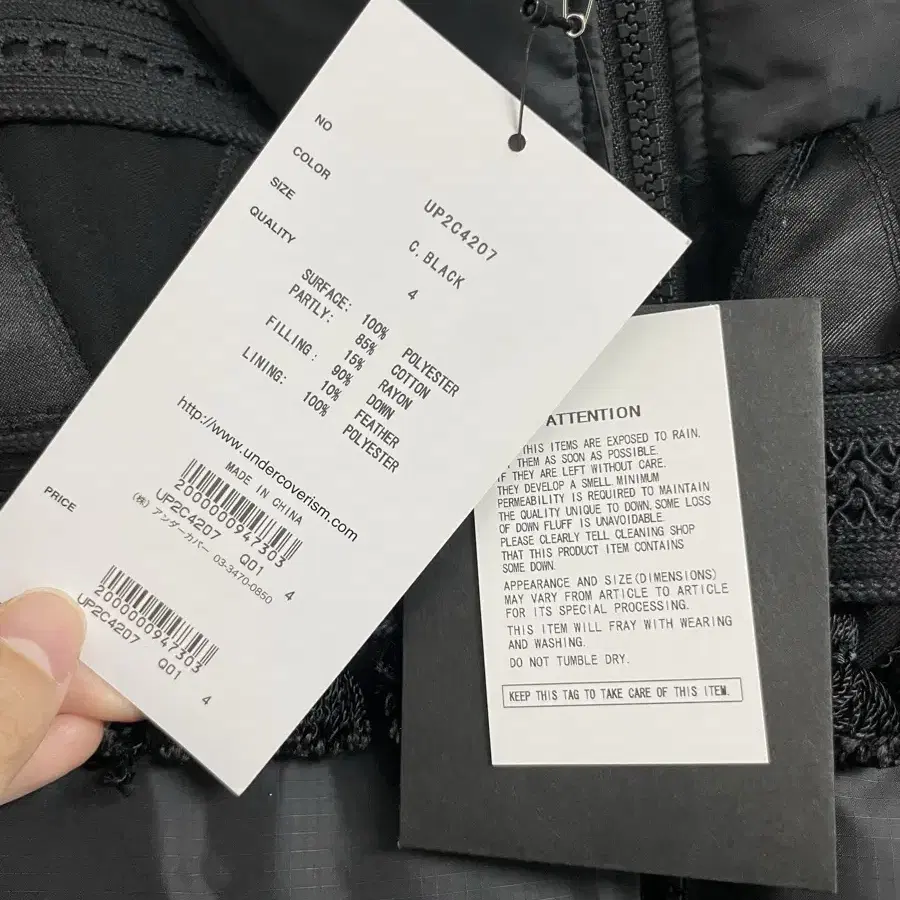 NO UP2C4207
COLOR C. BLACK
SIZE 4
QUALITY
SURFACE: 100% POLYESTER
PARTLY: 85% COTTON
15% RAYON
FILLING: 90% DOWN
10% FEATHER
LINING: 100% POLYESTER
http://www.undercoverism.com
MADE IN CHINA
2000000947303
UP2C4207 Q01 4
(株) アンダーカバー 03-3470-0850
PRICE
2000000947303
UP2C4207 Q01 4
ATTENTION
THIS ITEMS ARE EXPOSED TO RAIN.
THEM AS SOON AS POSSIBLE.
IF THEY ARE LEFT WITHOUT CARE.
THEY DEVELOP A SMELL. MINIMUM
PERMEABILITY IS REQUIRED TO MAINTAIN
THE QUALITY UNIQUE TO DOWN, SOME LOSS
OF DOWN FLUFF IS UNAVOIDABLE.
PLEASE CLEARLY TELL CLEANING SHOP
THAT THIS PRODUCT ITEM CONTAINS
SOME DOWN.
APPEARANCE AND SIZE(DIMENSIONS)
MAY VARY FROM ARTICLE TO ARTICLE
FOR ITS SPECIAL PROCESSING.
THIS ITEM WILL FRAY WITH WEARING
AND WASHING.
DO NOT TUMBLE DRY.
KEEP THIS TAG TO TAKE CARE OF THIS ITEM.